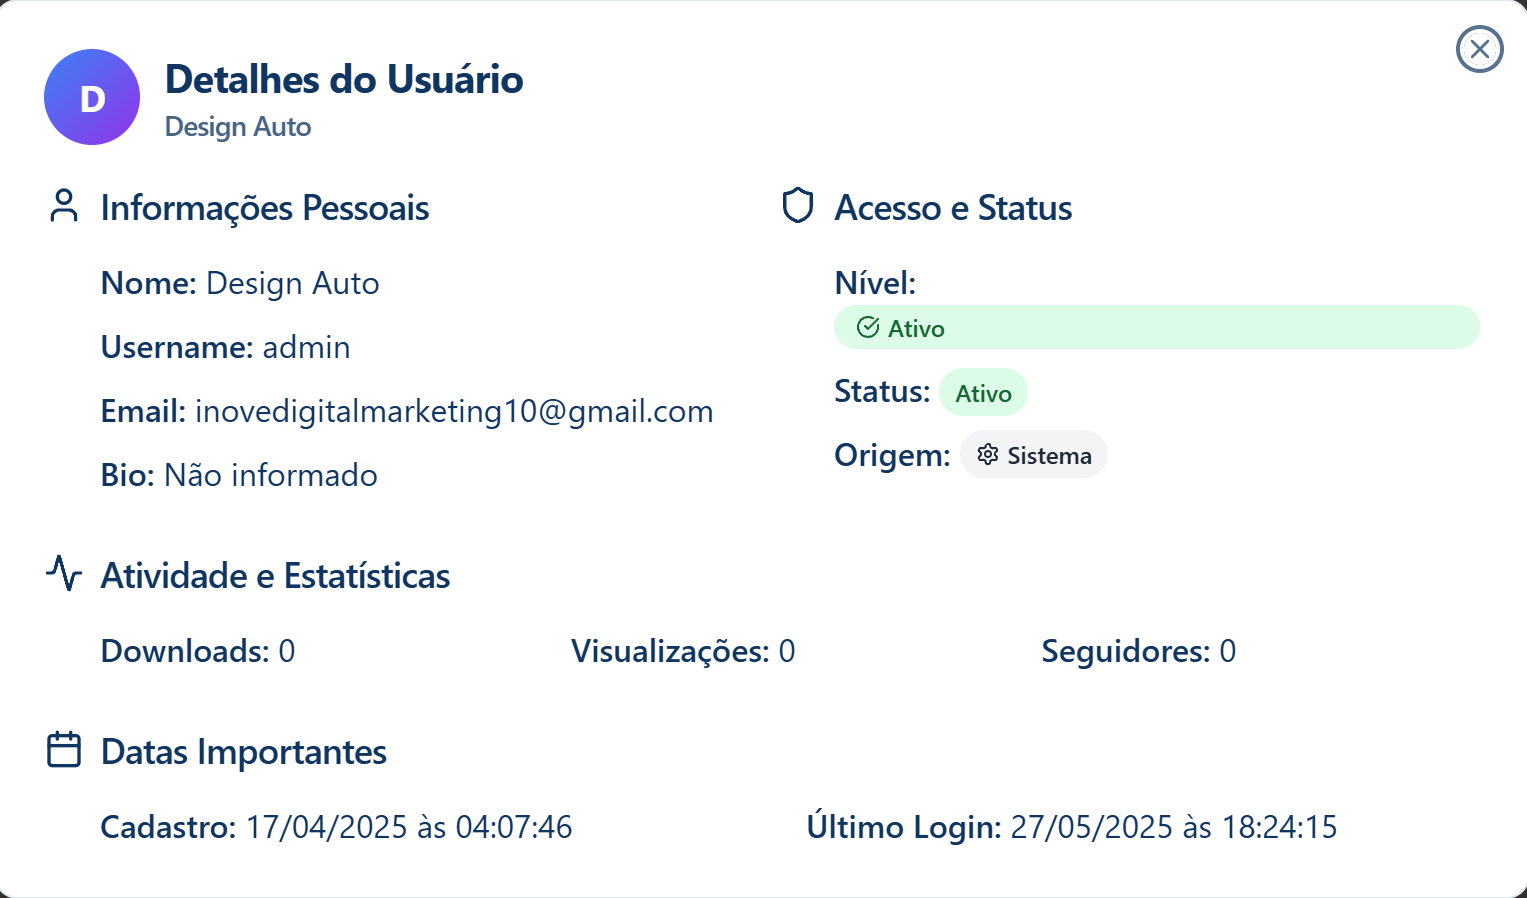 D
Detalhes do Usuário
Design Auto
Informações Pessoais
Nome: Design Auto
Username: admin
Email: inovedigitalmarketing10@gmail.com
Bio: Não informado
Acesso e Status
Nível:
Ativo
Status: Ativo
Origem: Sistema
Atividade e Estatísticas
Downloads: 0
Visualizações: 0
Seguidores: 0
Datas Importantes
Cadastro: 17/04/2025 às 04:07:46
Último Login: 27/05/2025 às 18:24:15